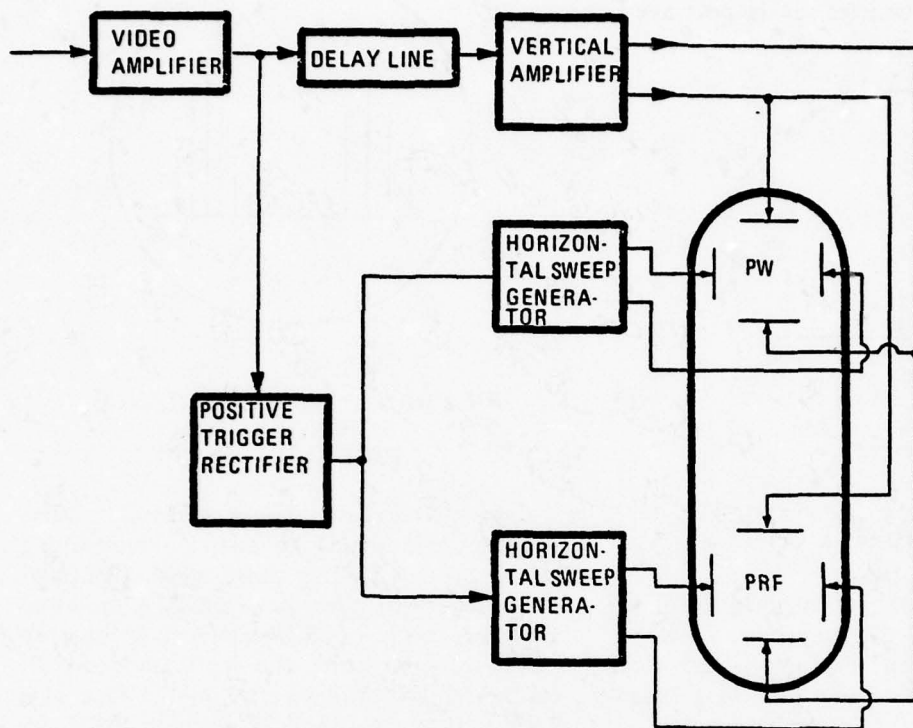 VIDEO
AMPLIFIER
DELAY LINE
VERTICAL
AMPLIFIER
HORIZON-
TAL SWEEP
GENERA-
TOR
PW
POSITIVE
TRIGGER
RECTIFIER
HORIZON-
TAL SWEEP
GENERA-
TOR
PRF